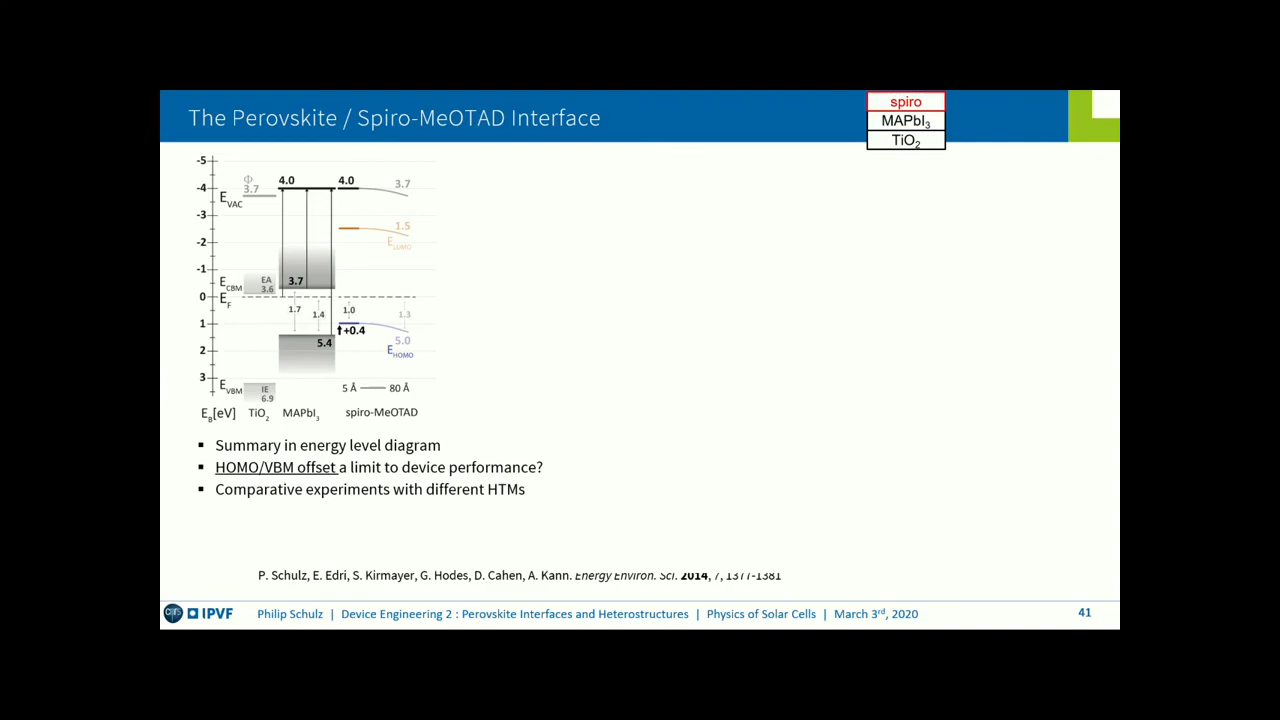 The Perovskite / Spiro-MeOTAD Interface
spiro
MAPbI3
TiO2
-5
-4
-3
-2
-1
0
1
2
3
EB[eV]
Φ
3.7
EVAC
4.0
4.0
3.7
1.5
ELUMO
ECBM
EA
3.6
3.7
EF
1.7
1.4
1.0
1.3
+0.4
5.4
5.0
EHOMO
EVBM
IE
6.9
5 Å
80 Å
TiO2
MAPbI3
spiro-MeOTAD
▪ Summary in energy level diagram
▪ HOMO/VBM offset a limit to device performance?
▪ Comparative experiments with different HTMs
P. Schulz, E. Edri, S. Kirmayer, G. Hodes, D. Cahen, A. Kann. Energy Environ. Sci. 2014, 7, 1377-1381
cnrs IPVF Philip Schulz | Device Engineering 2 : Perovskite Interfaces and Heterostructures | Physics of Solar Cells | March 3rd, 2020 41